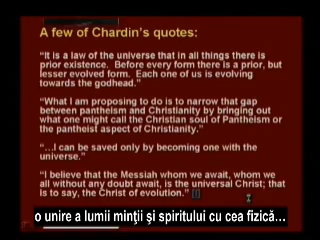 A few of Chardin's quotes:
"It is a law of the universe that in all things there is
prior existence. Before every form there is a prior, but
lesser evolved form. Each one of us is evolving
towards the godhead."
"What I am proposing to do is to narrow that gap
between pantheism and Christianity by bringing out
what one might call the Christian soul of Pantheism or
the pantheist aspect of Christianity."
"…I can be saved only by becoming one with the
universe."
"I believe that the Messiah whom we await, whom
we all without any doubt await, is the universal Christ; that
is to say, the Christ of evolution."
o unire a lumii minţii şi spiritului cu cea fizică...